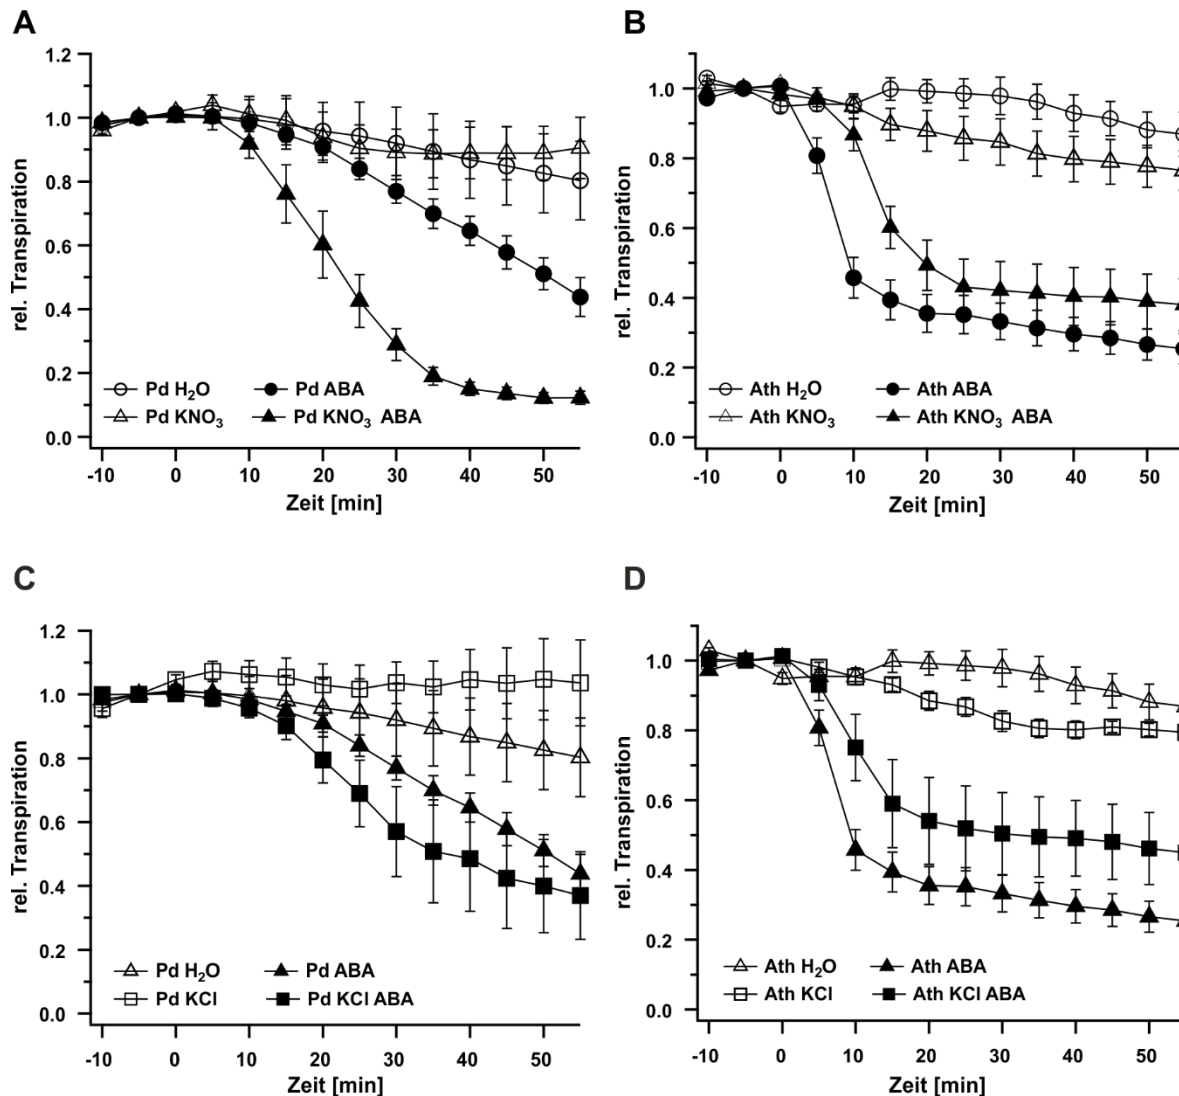 A
1.2
1.0
0.8
0.6
0.4
0.2
0.0
rel. Transpiration
Pd H₂O
Pd ABA
Pd KNO₃
Pd KNO₃ ABA
-10 0 10 20 30 40 50
Zeit [min]
B
1.0
0.8
0.6
0.4
0.2
0.0
rel. Transpiration
Ath H₂O
Ath ABA
Ath KNO₃
Ath KNO₃ ABA
-10 0 10 20 30 40 50
Zeit [min]
C
1.2
1.0
0.8
0.6
0.4
0.2
0.0
rel. Transpiration
Pd H₂O
Pd ABA
Pd KCl
Pd KCl ABA
-10 0 10 20 30 40 50
Zeit [min]
D
1.0
0.8
0.6
0.4
0.2
0.0
rel. Transpiration
Ath H₂O
Ath ABA
Ath KCl
Ath KCl ABA
-10 0 10 20 30 40 50
Zeit [min]